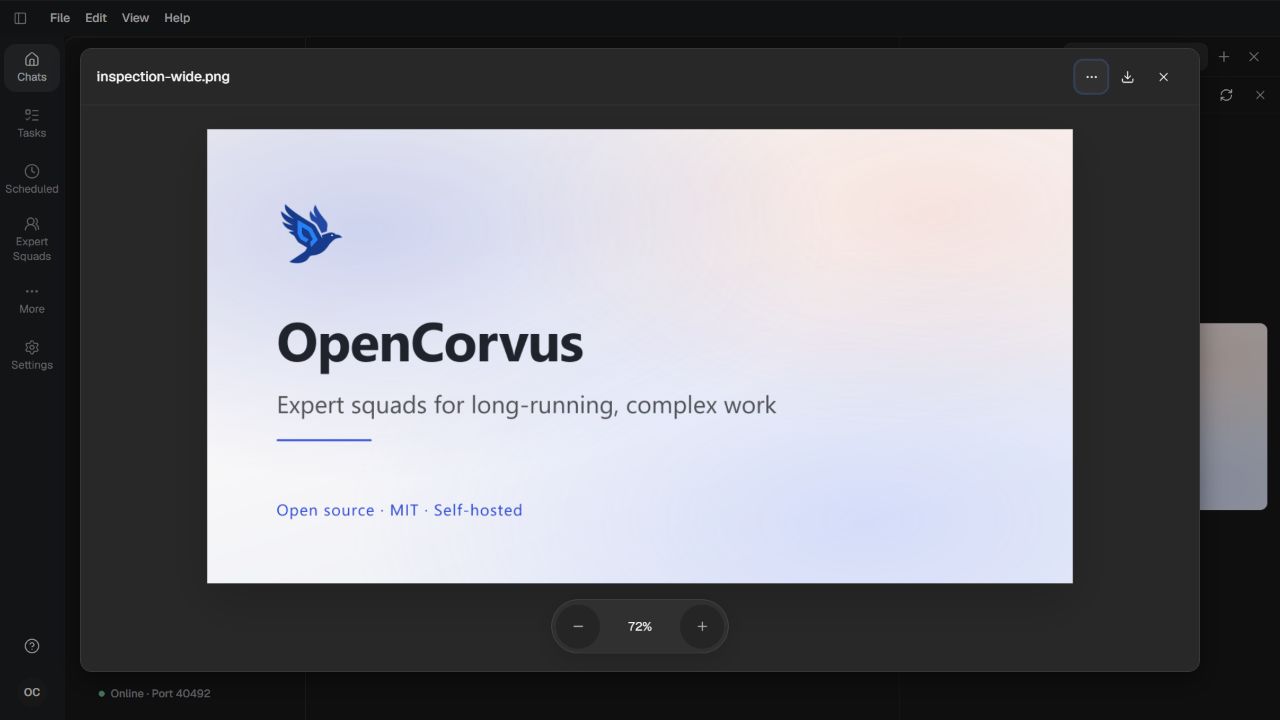 File Edit View Help
Chats
Tasks
Scheduled
Expert
Squads
More
Settings
inspection-wide.png
OpenCorvus
Expert squads for long-running, complex work
Open source · MIT · Self-hosted
72%
OC
Online · Port 40492